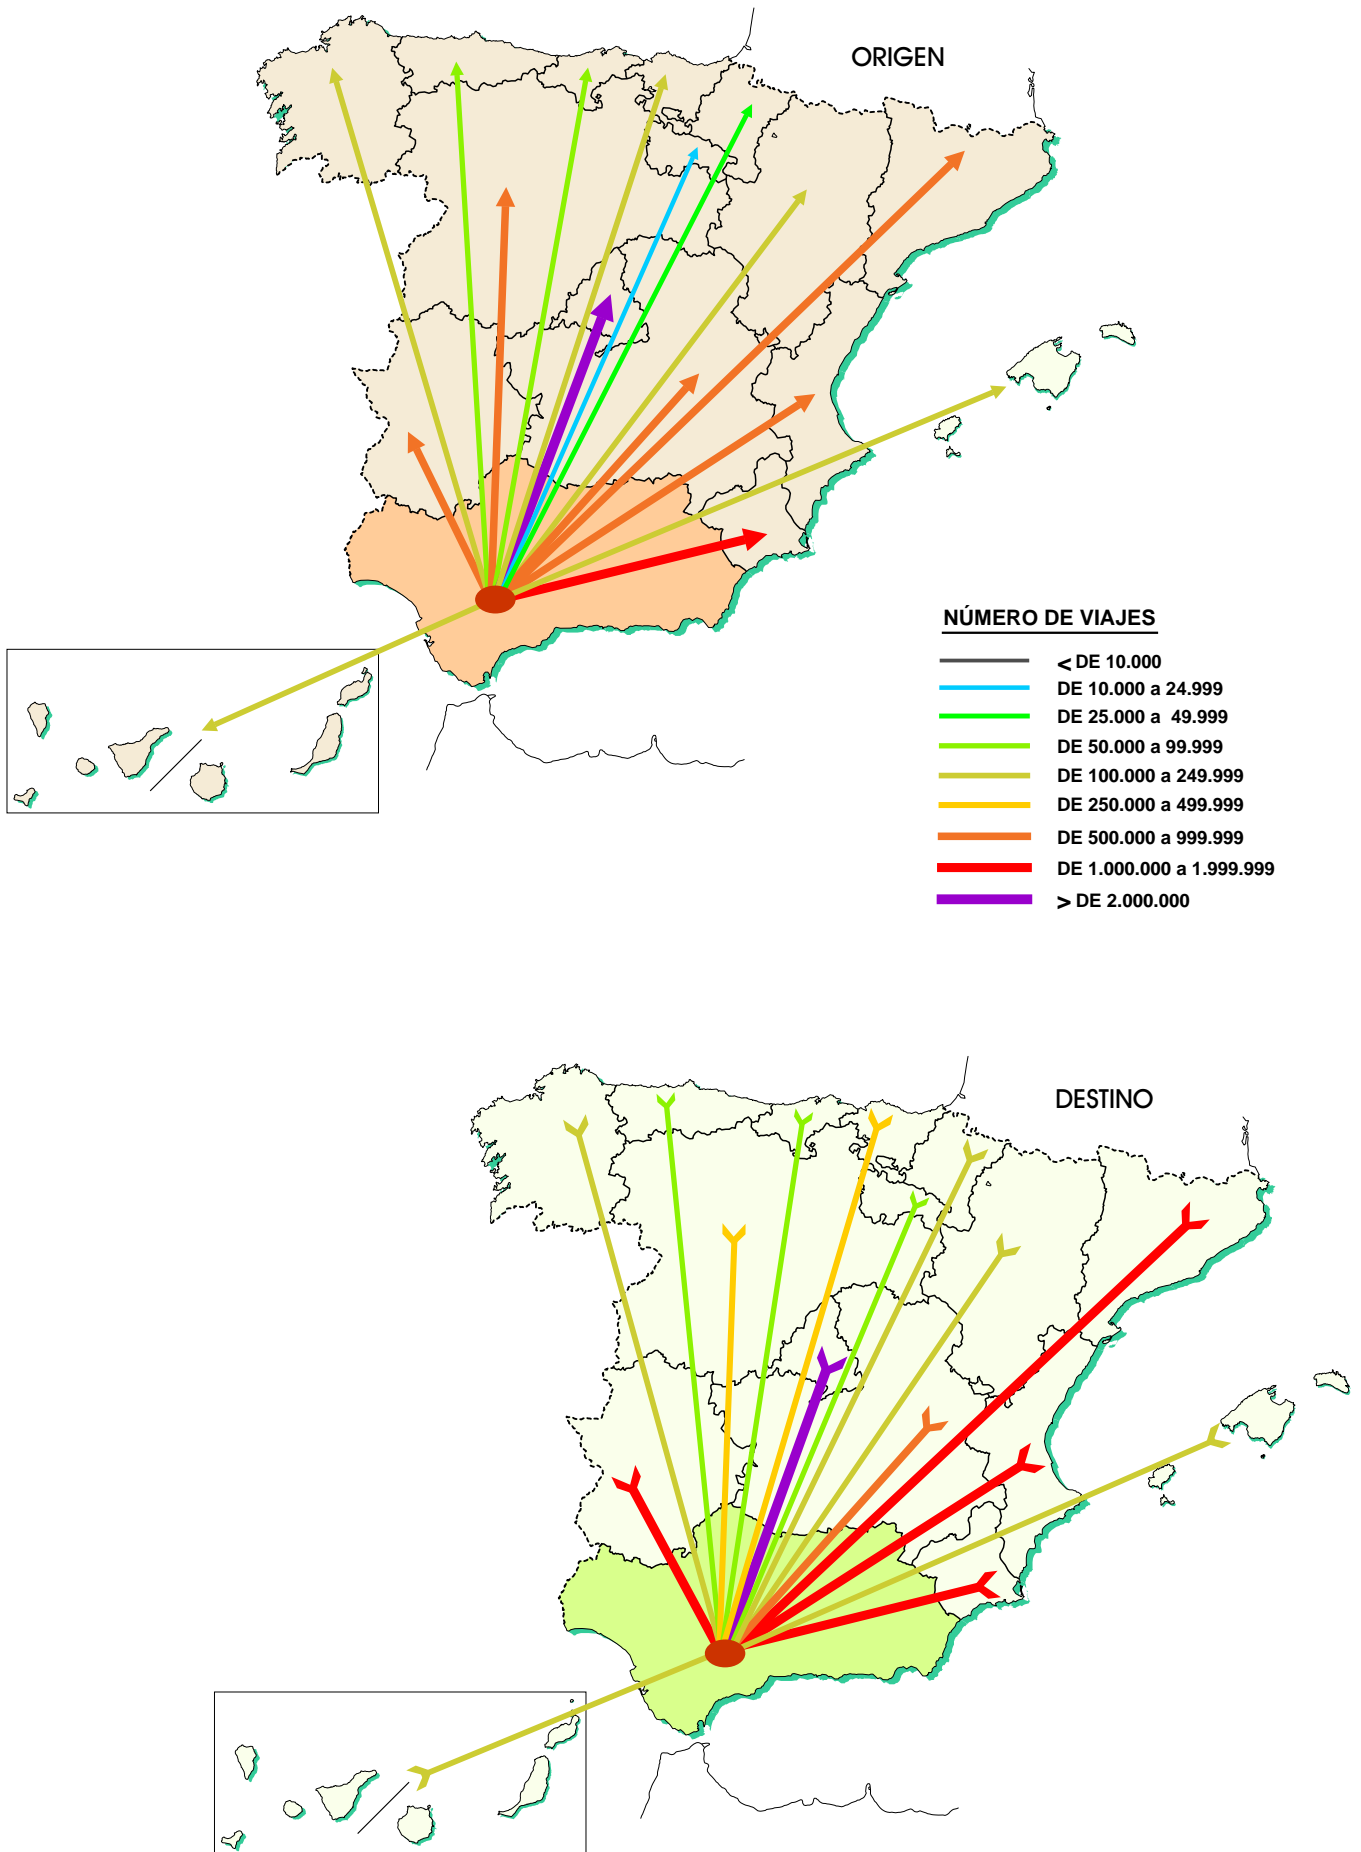 ORIGEN
NÚMERO DE VIAJES
< DE 10.000
DE 10.000 a 24.999
DE 25.000 a 49.999
DE 50.000 a 99.999
DE 100.000 a 249.999
DE 250.000 a 499.999
DE 500.000 a 999.999
DE 1.000.000 a 1.999.999
> DE 2.000.000
DESTINO